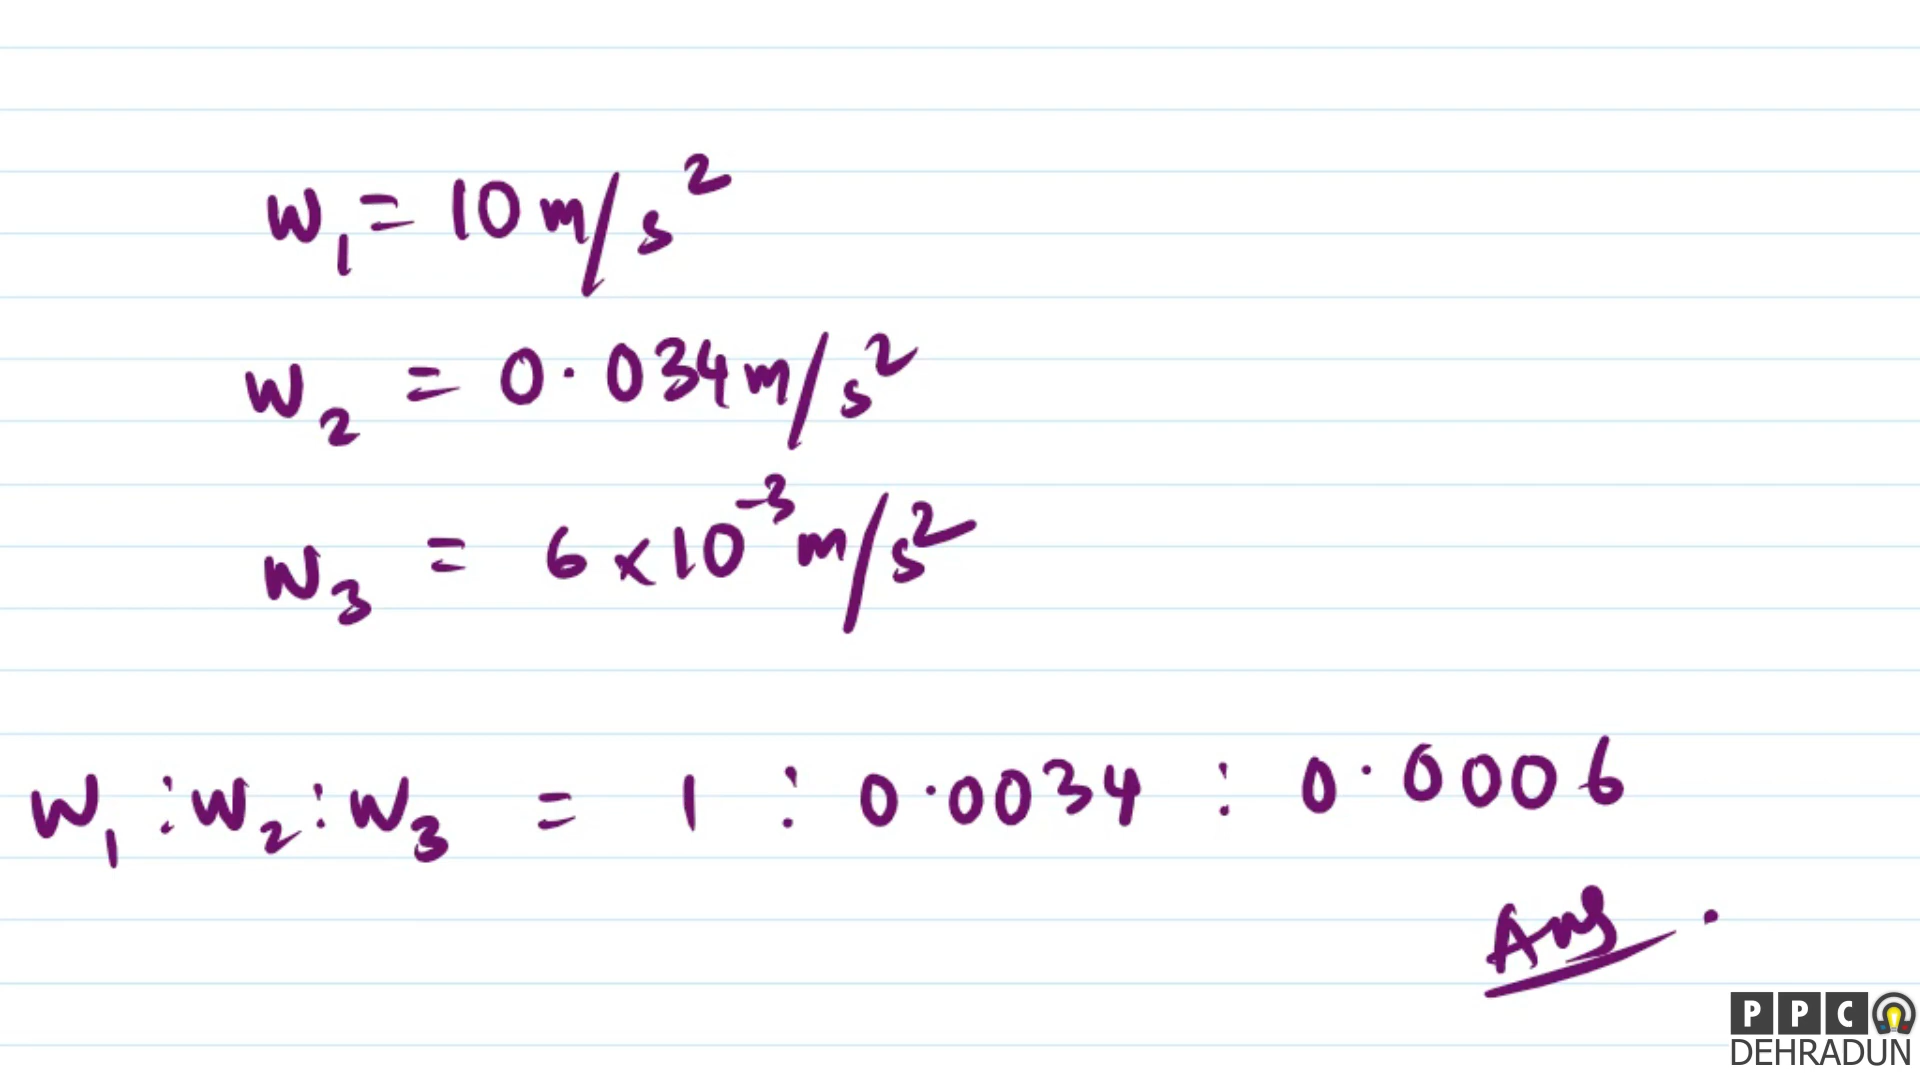 w₁ = 10 m/s²
w₂ = 0.034 m/s²
w₃ = 6 × 10⁻³ m/s²
w₁ : w₂ : w₃ = 1 : 0.0034 : 0.0006
Ans.
PPC
DEHRADUN